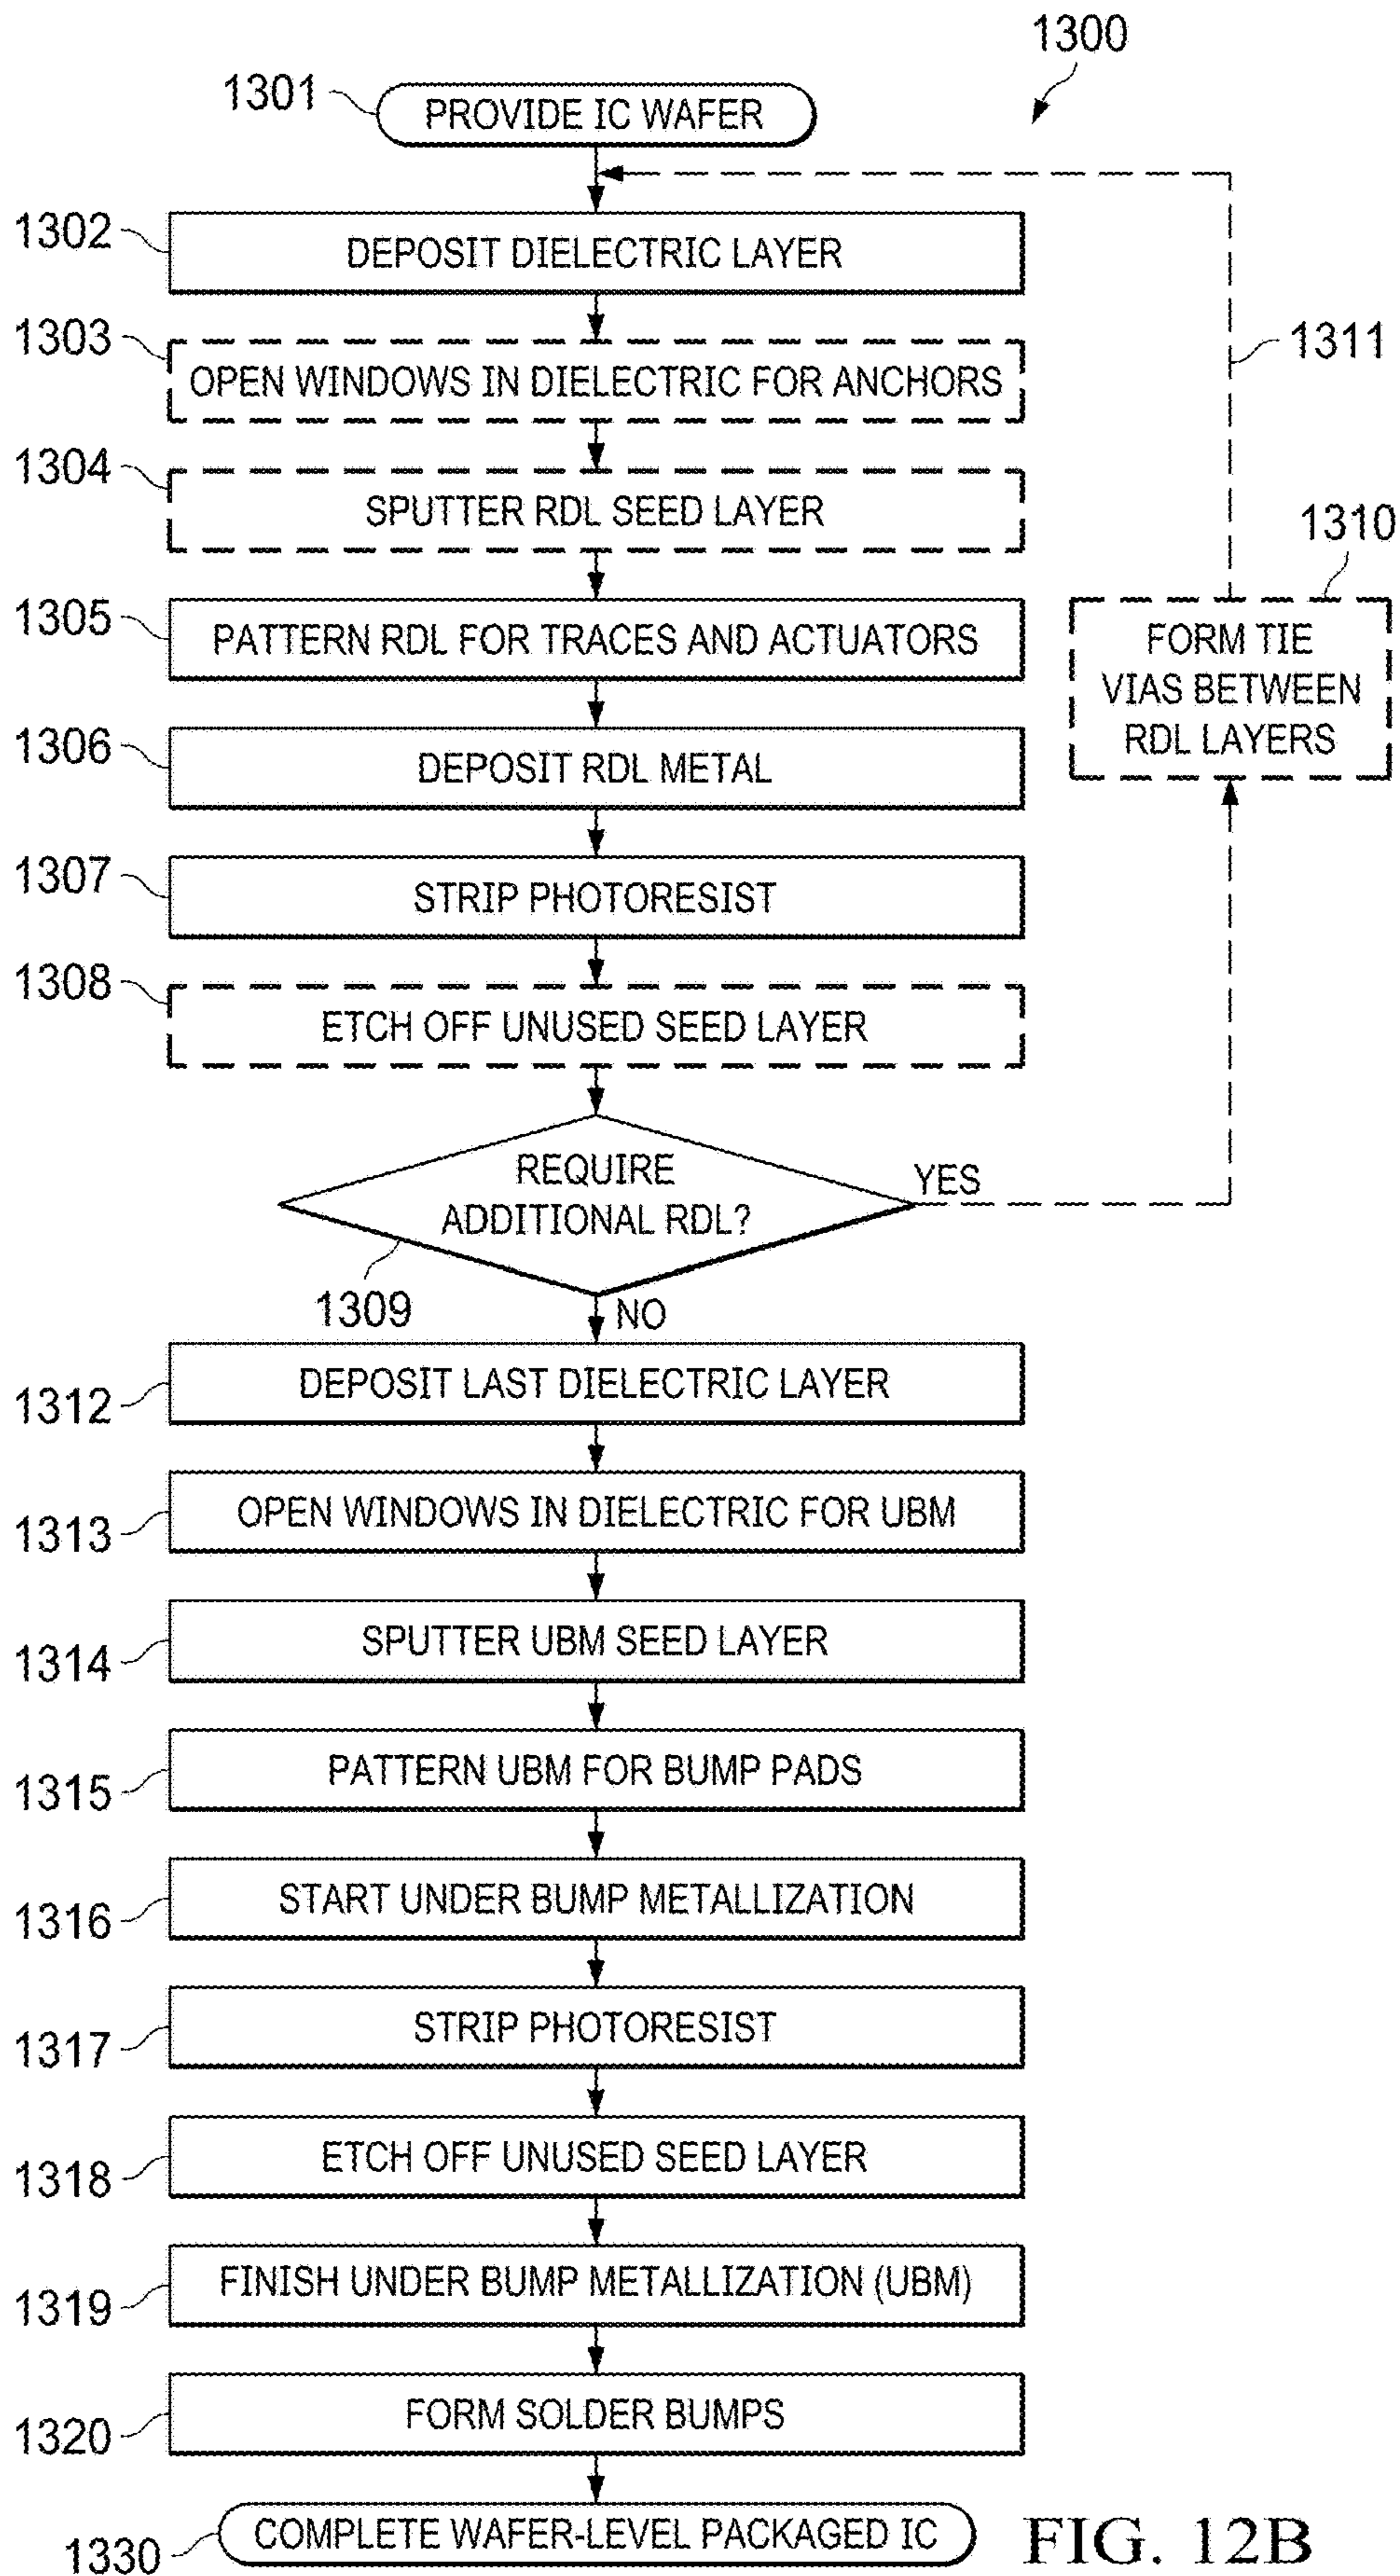 1300
1301
PROVIDE IC WAFER
1302
DEPOSIT DIELECTRIC LAYER
1303
OPEN WINDOWS IN DIELECTRIC FOR ANCHORS
1311
1304
SPUTTER RDL SEED LAYER
1310
FORM TIE
VIAS BETWEEN
RDL LAYERS
1305
PATTERN RDL FOR TRACES AND ACTUATORS
1306
DEPOSIT RDL METAL
1307
STRIP PHOTORESIST
1308
ETCH OFF UNUSED SEED LAYER
REQUIRE
ADDITIONAL RDL?
YES
1309
NO
1312
DEPOSIT LAST DIELECTRIC LAYER
1313
OPEN WINDOWS IN DIELECTRIC FOR UBM
1314
SPUTTER UBM SEED LAYER
1315
PATTERN UBM FOR BUMP PADS
1316
START UNDER BUMP METALLIZATION
1317
STRIP PHOTORESIST
1318
ETCH OFF UNUSED SEED LAYER
1319
FINISH UNDER BUMP METALLIZATION (UBM)
1320
FORM SOLDER BUMPS
1330
COMPLETE WAFER-LEVEL PACKAGED IC
FIG. 12B